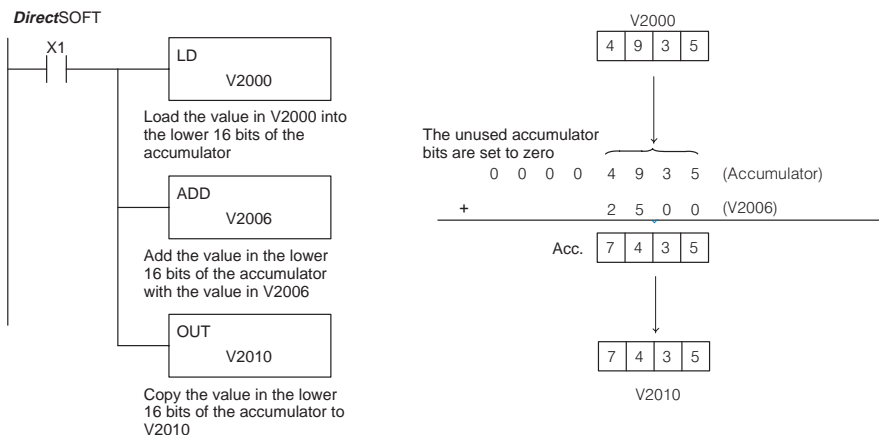 DirectSOFT
X1
LD
V2000
Load the value in V2000 into
the lower 16 bits of the
accumulator
ADD
V2006
Add the value in the lower
16 bits of the accumulator
with the value in V2006
OUT
V2010
Copy the value in the lower
16 bits of the accumulator to
V2010
V2000
4 9 3 5
The unused accumulator
bits are set to zero
0 0 0 0 4 9 3 5 (Accumulator)
+ 2 5 0 0 (V2006)
Acc. 7 4 3 5
7 4 3 5
V2010